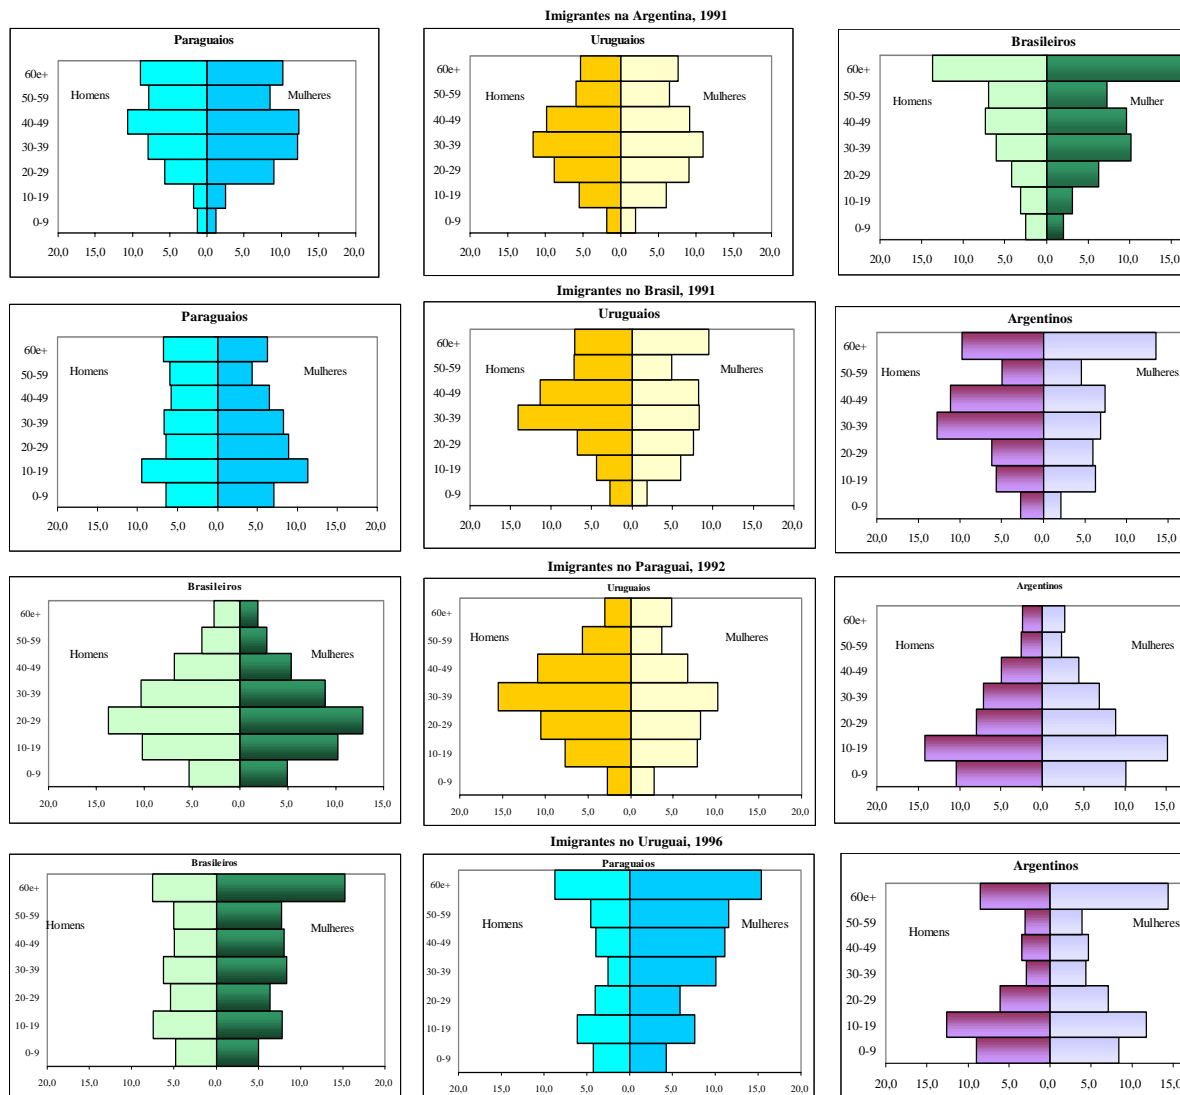 Imigrantes na Argentina, 1991
Paraguaios
60e+
50-59
40-49
30-39
20-29
10-19
0-9
Homens
Mulheres
20,0 15,0 10,0 5,0 0,0 5,0 10,0 15,0 20,0
Uruguaios
60e+
50-59
40-49
30-39
20-29
10-19
0-9
Homens
Mulheres
20,0 15,0 10,0 5,0 0,0 5,0 10,0 15,0 20,0
Brasileiros
60e+
50-59
40-49
30-39
20-29
10-19
0-9
Homens
Mulher
20,0 15,0 10,0 5,0 0,0 5,0 10,0 15,0
Imigrantes no Brasil, 1991
Paraguaios
60e+
50-59
40-49
30-39
20-29
10-19
0-9
Homens
Mulheres
20,0 15,0 10,0 5,0 0,0 5,0 10,0 15,0 20,0
Uruguaios
60e+
50-59
40-49
30-39
20-29
10-19
0-9
Homens
Mulheres
20,0 15,0 10,0 5,0 0,0 5,0 10,0 15,0 20,0
Argentinos
60e+
50-59
40-49
30-39
20-29
10-19
0-9
Homens
Mulheres
20,0 15,0 10,0 5,0 0,0 5,0 10,0 15,0
Imigrantes no Paraguai, 1992
Brasileiros
60e+
50-59
40-49
30-39
20-29
10-19
0-9
Homens
Mulheres
20,0 15,0 10,0 5,0 0,0 5,0 10,0 15,0
Uruguaios
60e+
50-59
40-49
30-39
20-29
10-19
0-9
Homens
Mulheres
20,0 15,0 10,0 5,0 0,0 5,0 10,0 15,0 20,0
Argentinos
60e+
50-59
40-49
30-39
20-29
10-19
0-9
Homens
Mulheres
20,0 15,0 10,0 5,0 0,0 5,0 10,0 15,0
Imigrantes no Uruguai, 1996
Brasileiros
60e+
50-59
40-49
30-39
20-29
10-19
0-9
Homens
Mulheres
20,0 15,0 10,0 5,0 0,0 5,0 10,0 15,0 20,0
Paraguaios
60e+
50-59
40-49
30-39
20-29
10-19
0-9
Homens
Mulheres
20,0 15,0 10,0 5,0 0,0 5,0 10,0 15,0 20,0
Argentinos
60e+
50-59
40-49
30-39
20-29
10-19
0-9
Homens
Mulheres
20,0 15,0 10,0 5,0 0,0 5,0 10,0 15,0